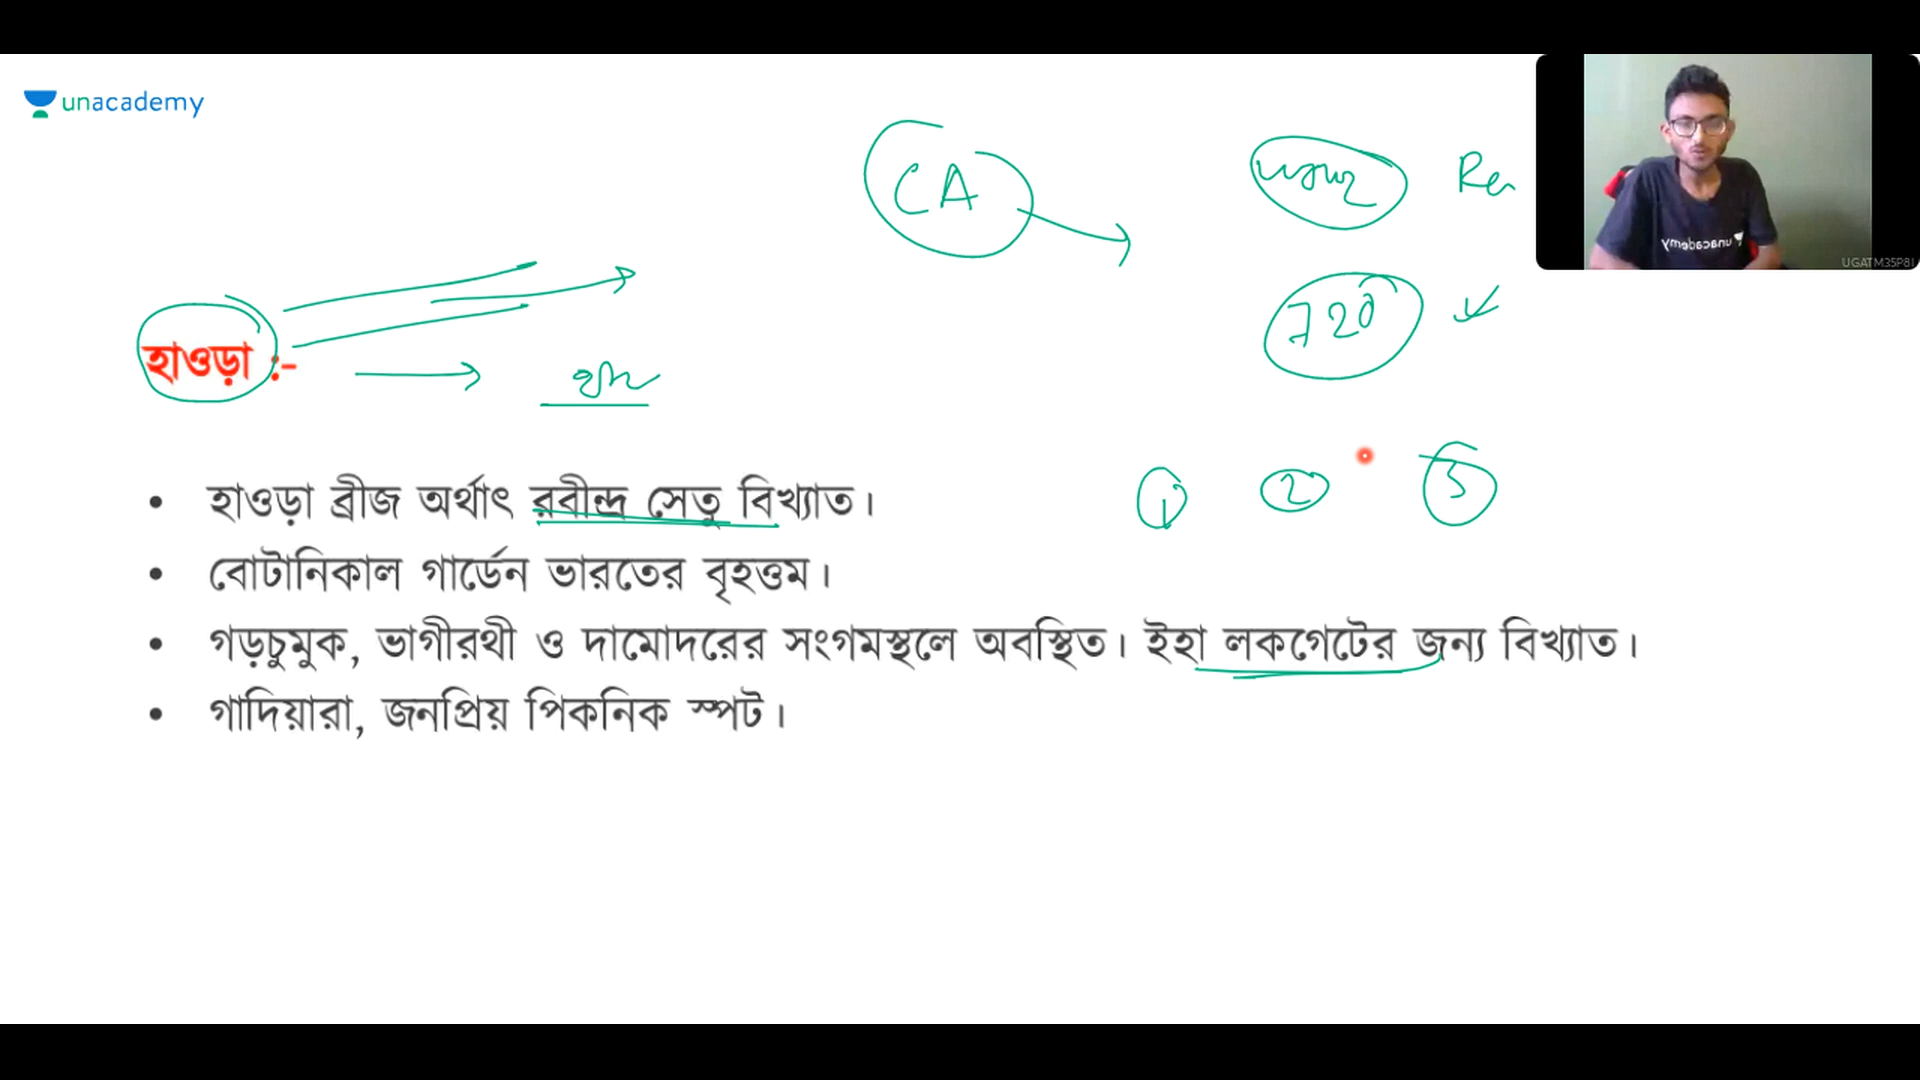 unacademy
CA
Re
720
unacademy
UGATM35P8I
হাওড়া :-
1 2
• হাওড়া ব্রীজ অর্থাৎ রবীন্দ্র সেতু বিখ্যাত।
• বোটানিকাল গার্ডেন ভারতের বৃহত্তম।
• গড়চুমুক, ভাগীরথী ও দামোদরের সংগমস্থলে অবস্থিত। ইহা লকগেটের জন্য বিখ্যাত।
• গাদিয়ারা, জনপ্রিয় পিকনিক স্পট।